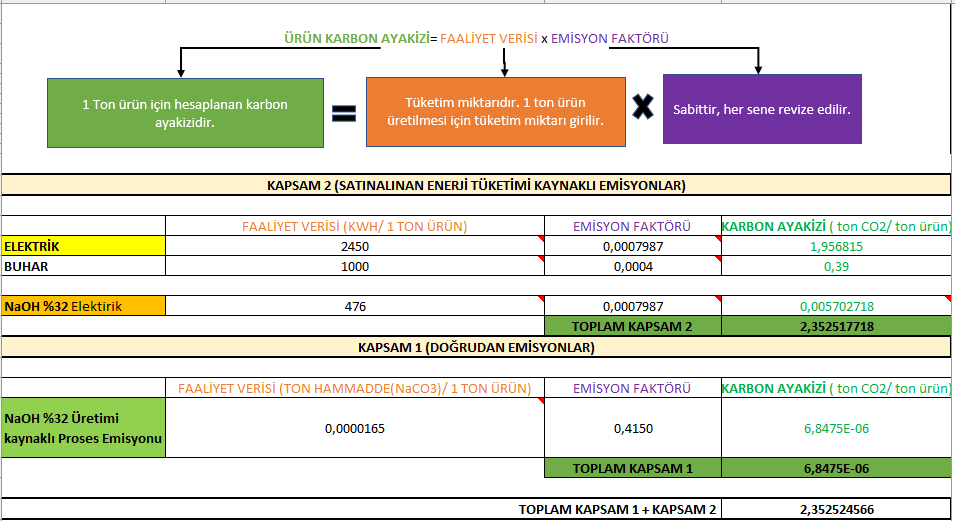 ÜRÜN KARBON AYAKİZİ= FAALİYET VERİSİ x EMİSYON FAKTÖRÜ
1 Ton ürün için hesaplanan karbon
ayakizidir.
Tüketim miktarıdır. 1 ton ürün
üretilmesi için tüketim miktarı girilir.
Sabittir, her sene revize edilir.
KAPSAM 2 (SATINALINAN ENERJİ TÜKETİMİ KAYNAKLI EMİSYONLAR)
FAALİYET VERİSİ (KWH/ 1 TON ÜRÜN) EMİSYON FAKTÖRÜ KARBON AYAKİZİ ( ton CO2/ ton ürün)
ELEKTRİK 2450 0,0007987 1,956815
BUHAR 1000 0,0004 0,39
NaOH %32 Elektirik 476 0,0007987 0,005702718
TOPLAM KAPSAM 2 2,352517718
KAPSAM 1 (DOĞRUDAN EMİSYONLAR)
FAALİYET VERİSİ (TON HAMMADDE(NaCO3)/ 1 TON ÜRÜN) EMİSYON FAKTÖRÜ KARBON AYAKİZİ ( ton CO2/ ton ürün)
NaOH %32 Üretimi
kaynaklı Proses Emisyonu 0,0000165 0,4150 6,8475E-06
TOPLAM KAPSAM 1 6,8475E-06
TOPLAM KAPSAM 1 + KAPSAM 2 2,352524566